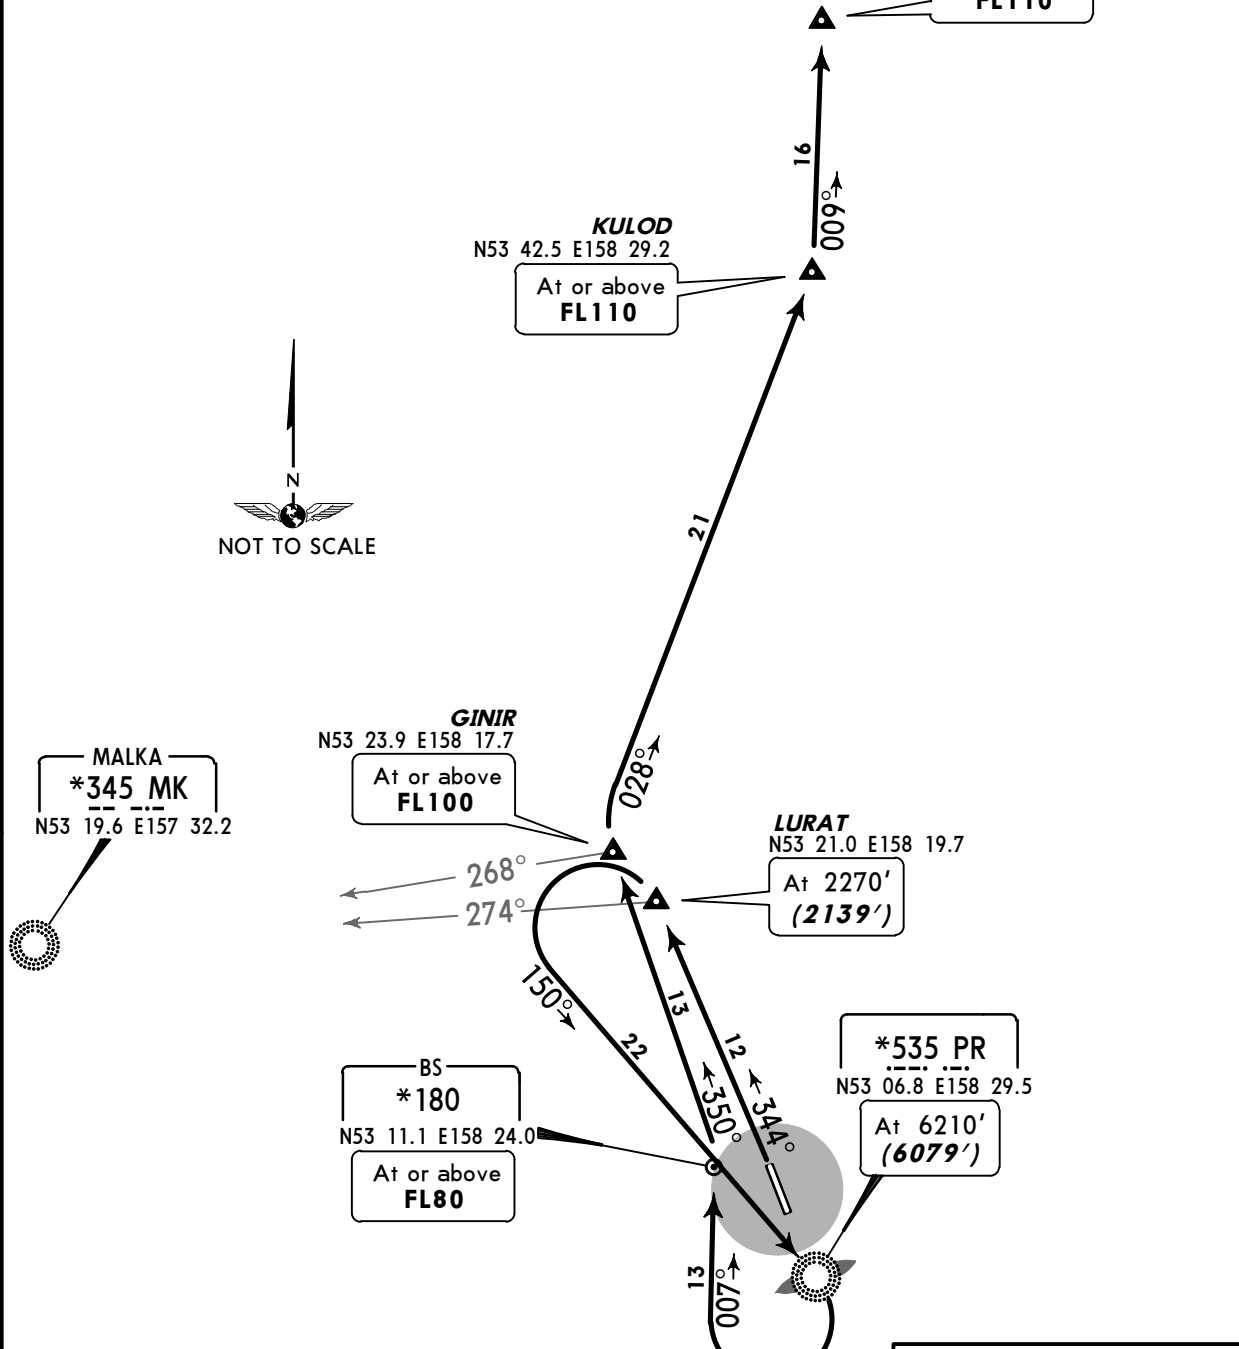 FL110
16
009°
KULOD
N53 42.5 E158 29.2
At or above
FL110
N
NOT TO SCALE
21
GINIR
N53 23.9 E158 17.7
At or above
FL100
028°
MALKA
*345 MK
N53 19.6 E157 32.2
LURAT
N53 21.0 E158 19.7
At 2270'
(2139')
268°
274°
150°
22
13
12
350°
344°
*535 PR
N53 06.8 E158 29.5
At 6210'
(6079')
BS
*180
N53 11.1 E158 24.0
At or above
FL80
13
007°